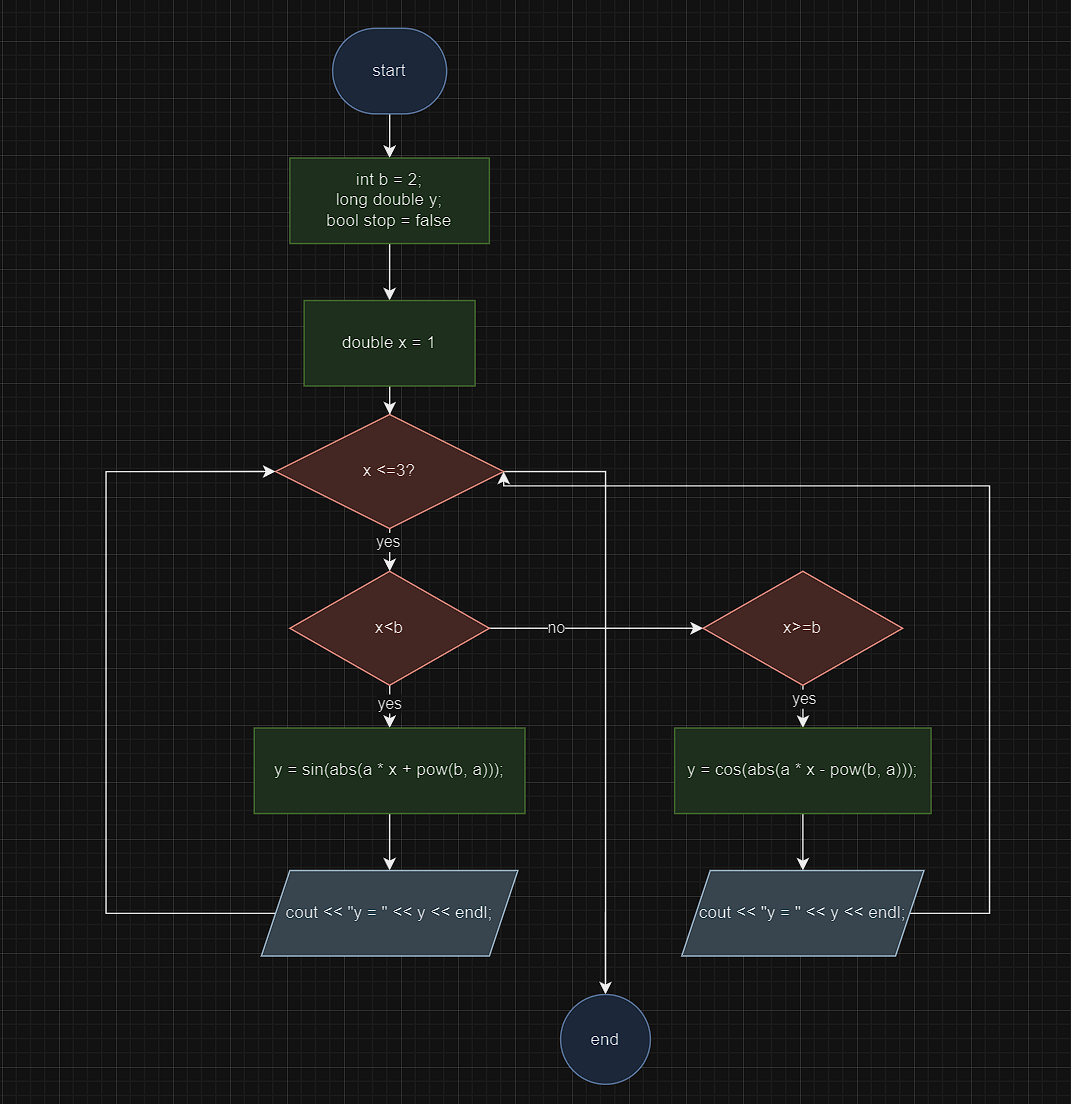 start
int b = 2;
long double y;
bool stop = false
double x = 1
x <=3?
yes
x<b
no
x>=b
yes
yes
y = sin(abs(a * x + pow(b, a)));
y = cos(abs(a * x - pow(b, a)));
cout << "y = " << y << endl;
cout << "y = " << y << endl;
end